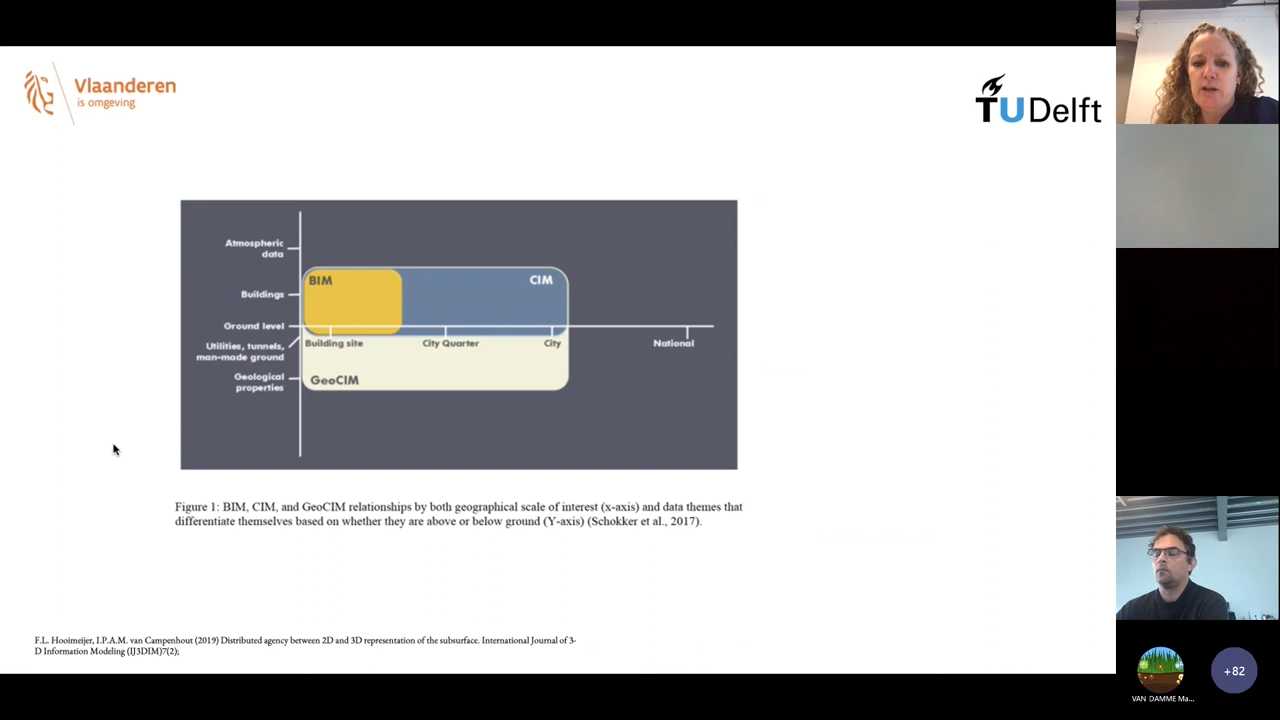 Vlaanderen
is omgeving
TU Delft
Atmospheric
data
BIM
CIM
Buildings
Ground level
Utilities, tunnels,
man-made ground
Building site
City Quarter
City
National
Geological
properties
GeoCIM
Figure 1: BIM, CIM, and GeoCIM relationships by both geographical scale of interest (x-axis) and data themes that
differentiate themselves based on whether they are above or below ground (Y-axis) (Schokker et al., 2017).
F.L. Hooimeijer, I.P.A.M. van Campenhout (2019) Distributed agency between 2D and 3D representation of the subsurface. International Journal of 3-
D Information Modeling (IJ3DIM)7(2);
+82
VAN DAMME Ma...